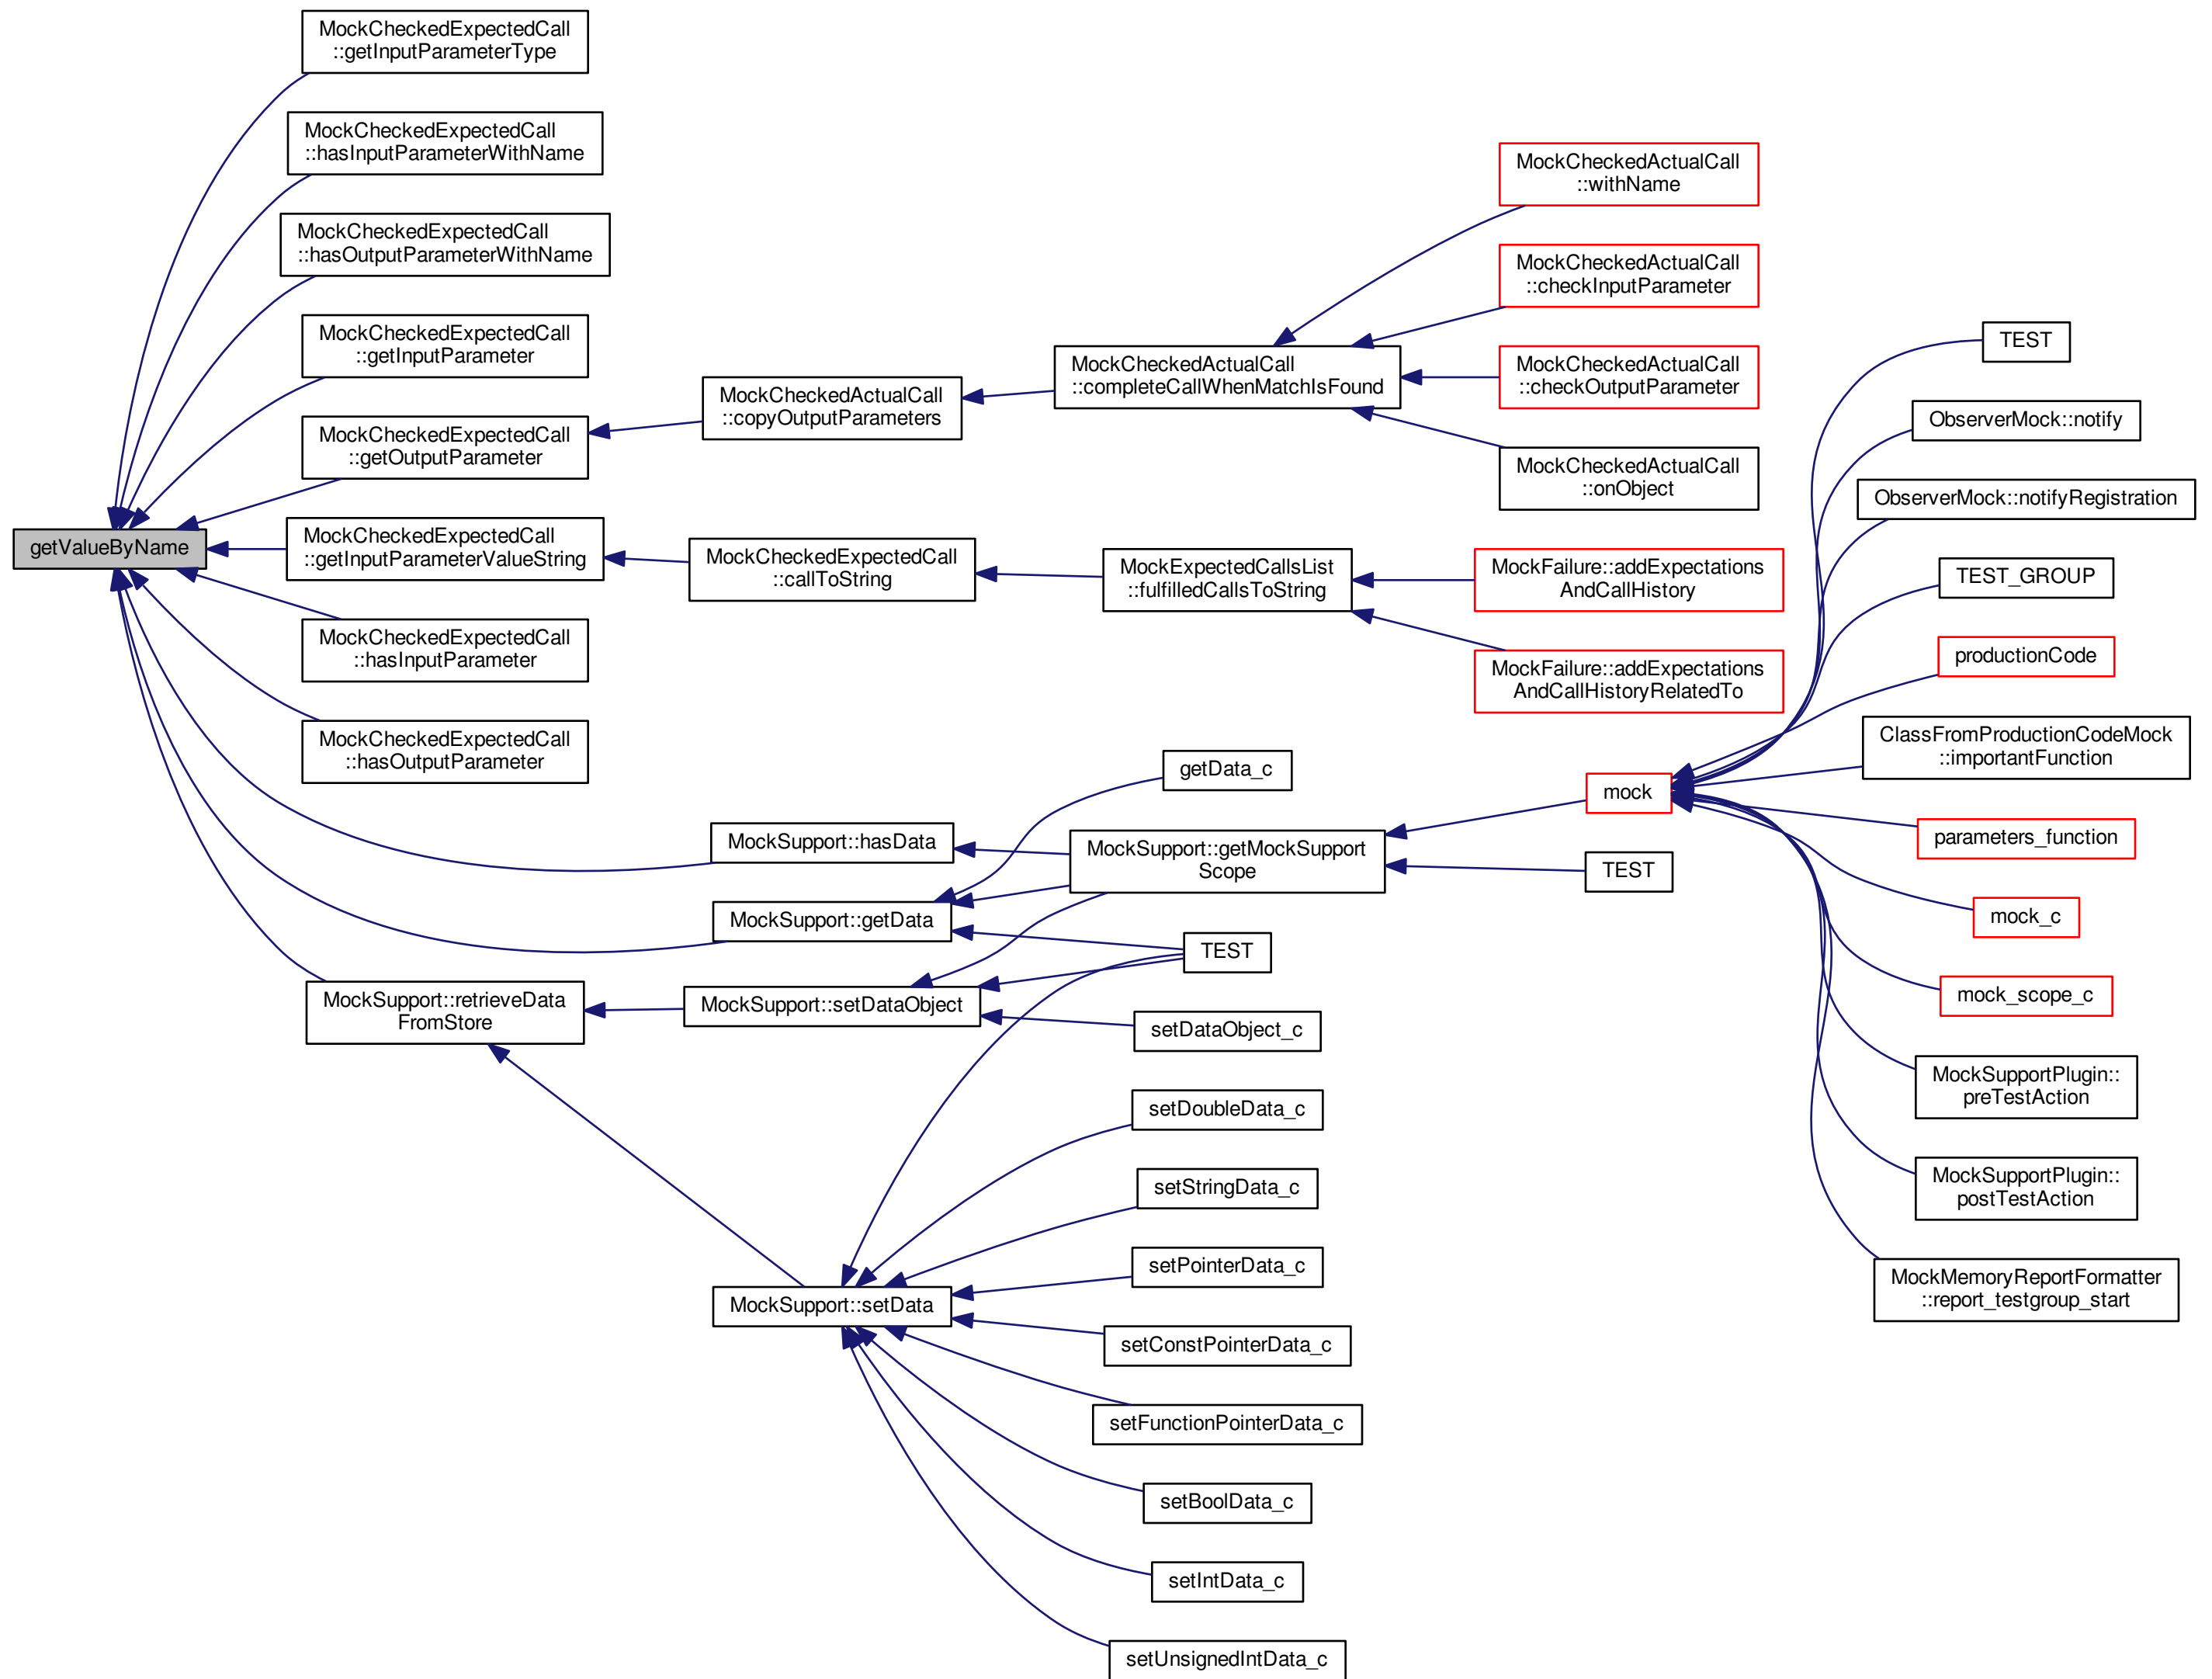 MockCheckedExpectedCall
::getInputParameterType
MockCheckedExpectedCall
::hasInputParameterWithName
MockCheckedExpectedCall
::hasOutputParameterWithName
MockCheckedExpectedCall
::getInputParameter
MockCheckedExpectedCall
::getOutputParameter
getValueByName
MockCheckedExpectedCall
::getInputParameterValueString
MockCheckedExpectedCall
::hasInputParameter
MockCheckedExpectedCall
::hasOutputParameter
MockSupport::retrieveData
FromStore
MockCheckedActualCall
::copyOutputParameters
MockCheckedExpectedCall
::callToString
MockSupport::hasData
MockSupport::getData
MockSupport::setDataObject
MockSupport::setData
MockCheckedActualCall
::completeCallWhenMatchIsFound
MockExpectedCallsList
::fulfilledCallsToString
getData_c
MockSupport::getMockSupport
Scope
TEST
setDataObject_c
setDoubleData_c
setStringData_c
setPointerData_c
setConstPointerData_c
setFunctionPointerData_c
setBoolData_c
setIntData_c
setUnsignedIntData_c
MockCheckedActualCall
::withName
MockCheckedActualCall
::checkInputParameter
MockCheckedActualCall
::checkOutputParameter
MockCheckedActualCall
::onObject
MockFailure::addExpectations
AndCallHistory
MockFailure::addExpectations
AndCallHistoryRelatedTo
mock
TEST
TEST
ObserverMock::notify
ObserverMock::notifyRegistration
TEST_GROUP
productionCode
ClassFromProductionCodeMock
::importantFunction
parameters_function
mock_c
mock_scope_c
MockSupportPlugin::
preTestAction
MockSupportPlugin::
postTestAction
MockMemoryReportFormatter
::report_testgroup_start